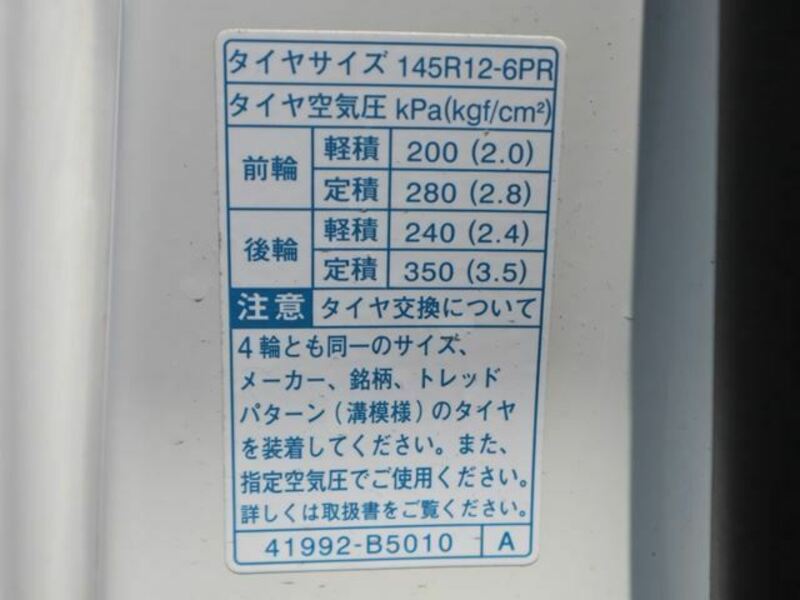 タイヤサイズ 145R12-6PR
タイヤ空気圧 kPa(kgf/cm²)
前輪 軽積 200 (2.0)
定積 280 (2.8)
後輪 軽積 240 (2.4)
定積 350 (3.5)
注意 タイヤ交換について
4輪とも同一のサイズ、
メーカー、銘柄、トレッド
パターン(溝模様)のタイヤ
を装着してください。また、
指定空気圧でご使用ください。
詳しくは取扱書をご覧ください。
41992-B5010 A